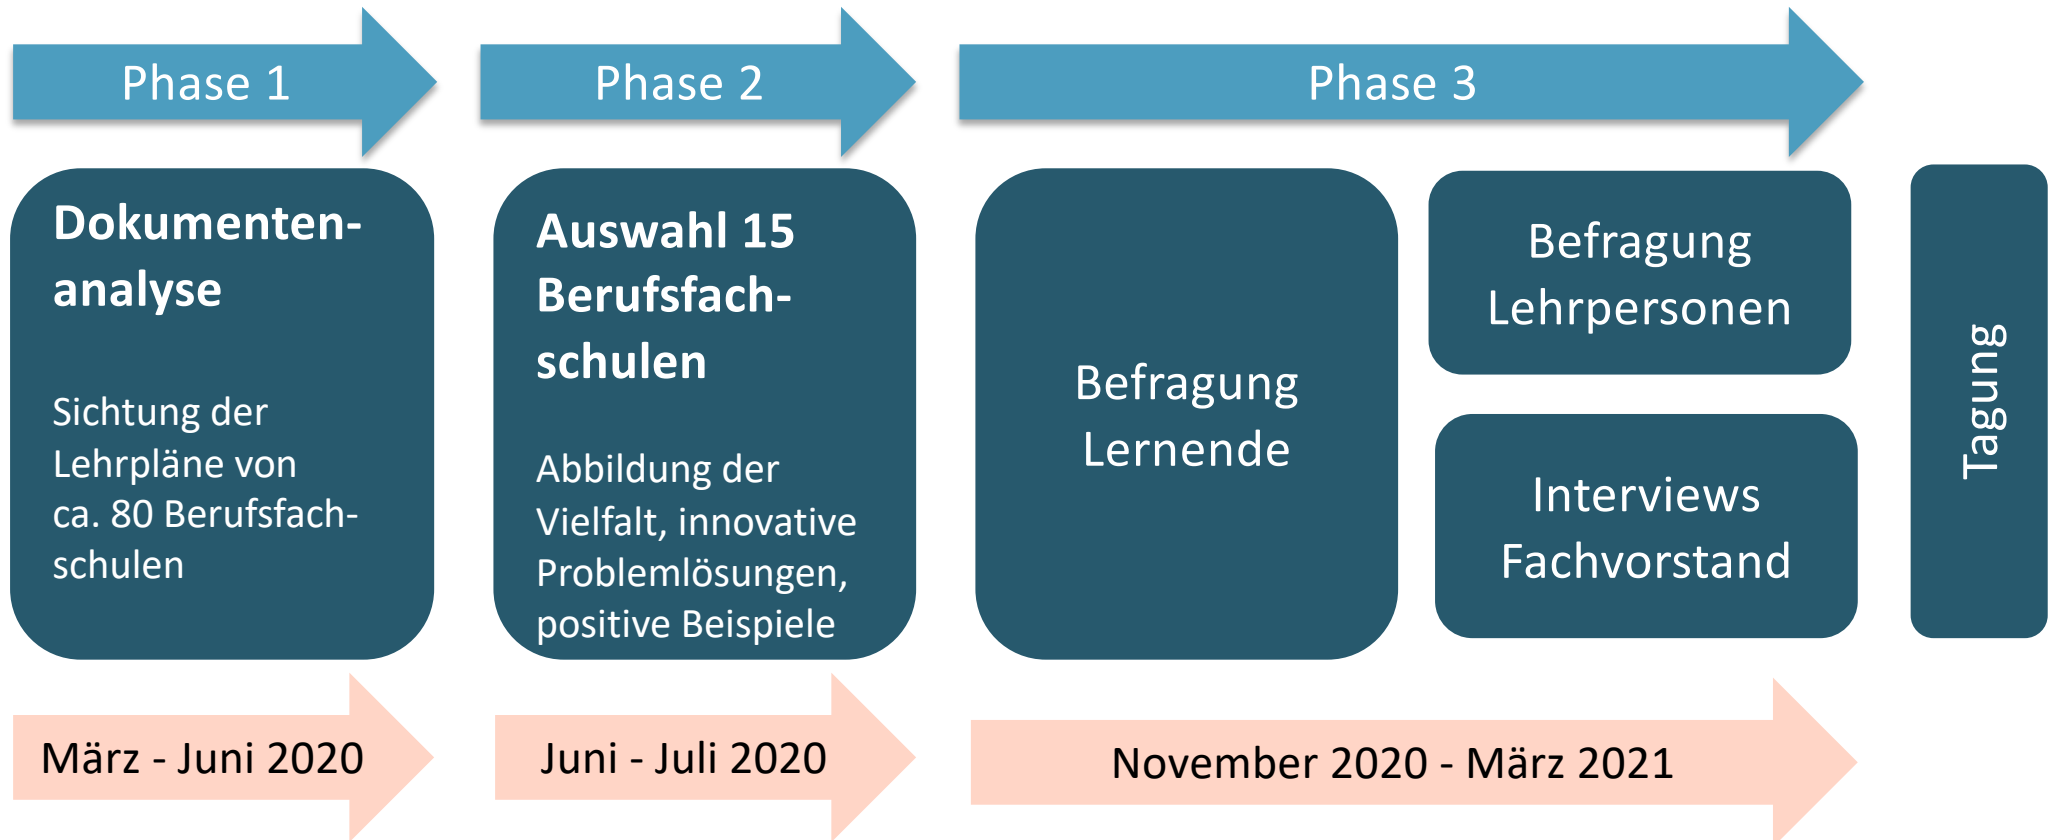 Phase 1
Phase 2
Phase 3
Dokumenten-
analyse
Sichtung der
Lehrpläne von
ca. 80 Berufsfach-
schulen
Auswahl 15
Berufsfach-
schulen
Abbildung der
Vielfalt, innovative
Problemlösungen,
positive Beispiele
Befragung
Lernende
Befragung
Lehrpersonen
Interviews
Fachvorstand
Tagung
März - Juni 2020
Juni - Juli 2020
November 2020 - März 2021